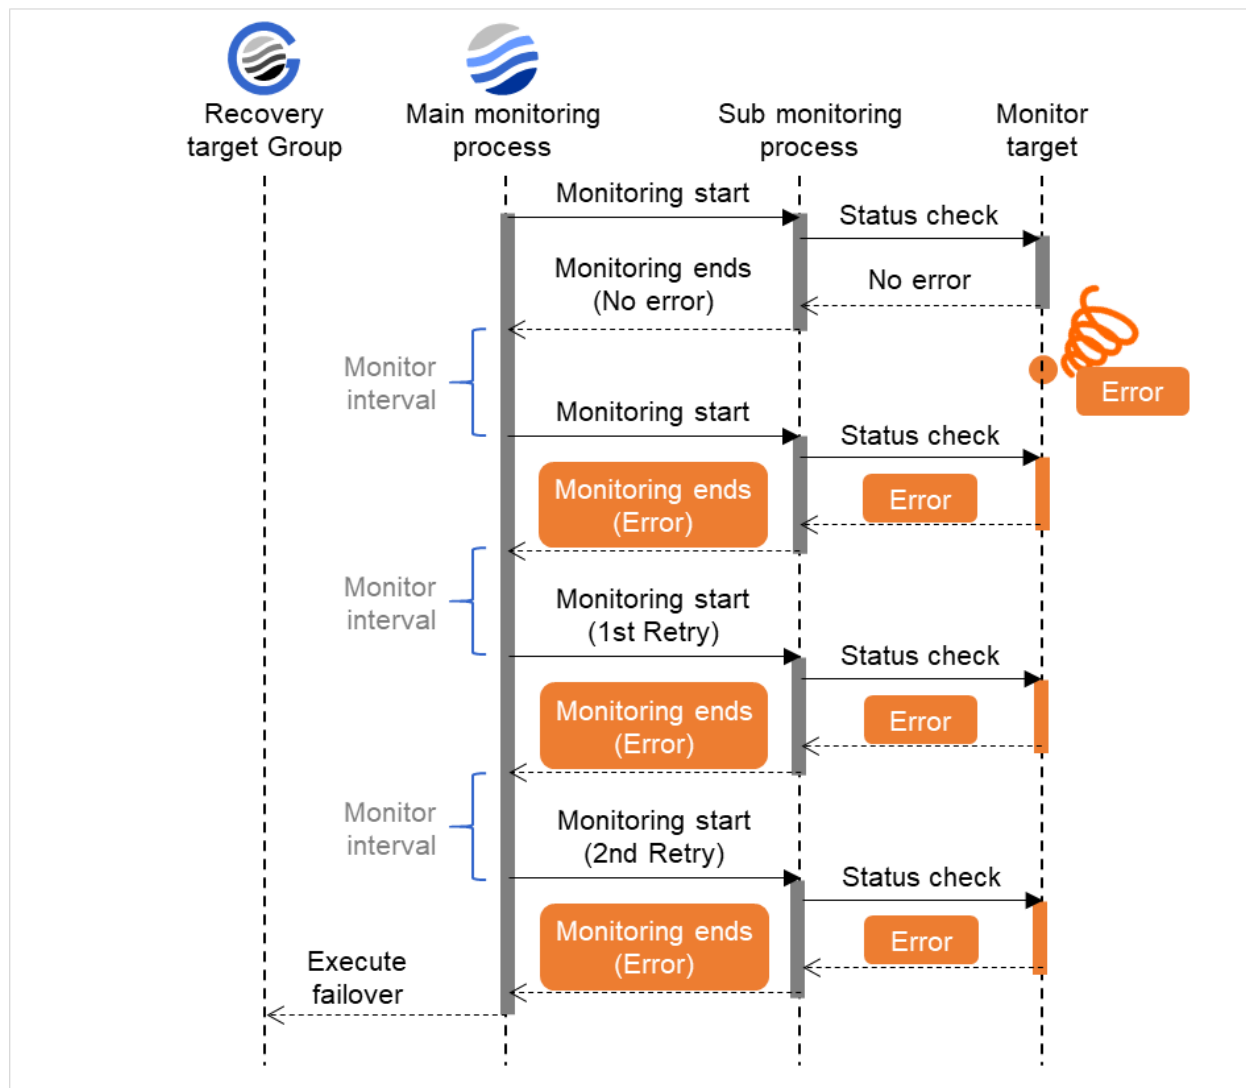 Recovery
target Group
Main monitoring
process
Sub monitoring
process
Monitor
target
Monitoring start
Status check
Monitoring ends
(No error)
No error
Monitor
interval
Error
Monitoring start
Status check
Monitoring ends
(Error)
Error
Monitor
interval
Monitoring start
(1st Retry)
Status check
Monitoring ends
(Error)
Error
Monitor
interval
Monitoring start
(2nd Retry)
Status check
Monitoring ends
(Error)
Error
Execute
failover